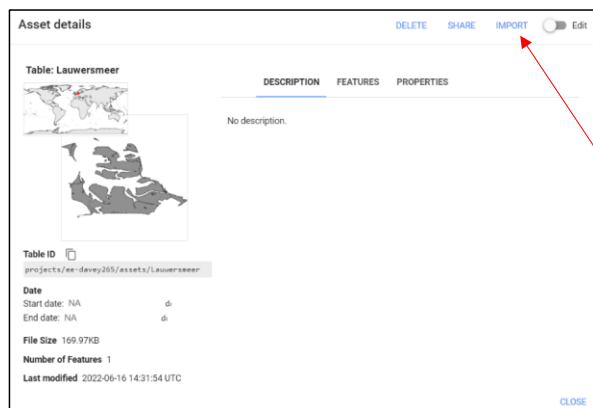 Asset details
DELETE SHARE IMPORT Edit
Table: Lauwersmeer
DESCRIPTION FEATURES PROPERTIES
No description.
Table ID
projects/ee-davey265/assets/Lauwersmeer
Date
Start date: NA
End date: NA
File Size 169.97KB
Number of Features 1
Last modified 2022-06-16 14:31:54 UTC
CLOSE